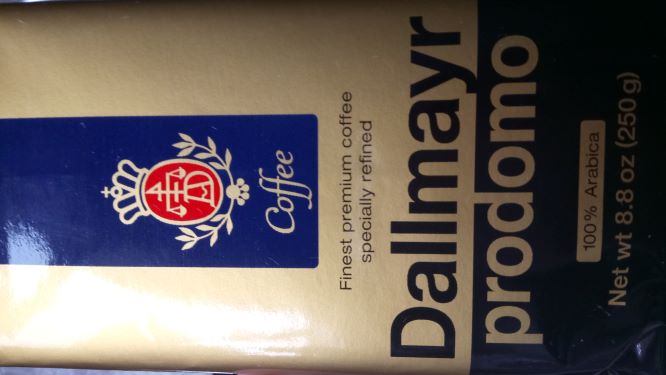 Coffee
Finest premium coffee
specially refined
Dallmayr
prodomo
100% Arabica
Net wt 8.8 oz (250 g)